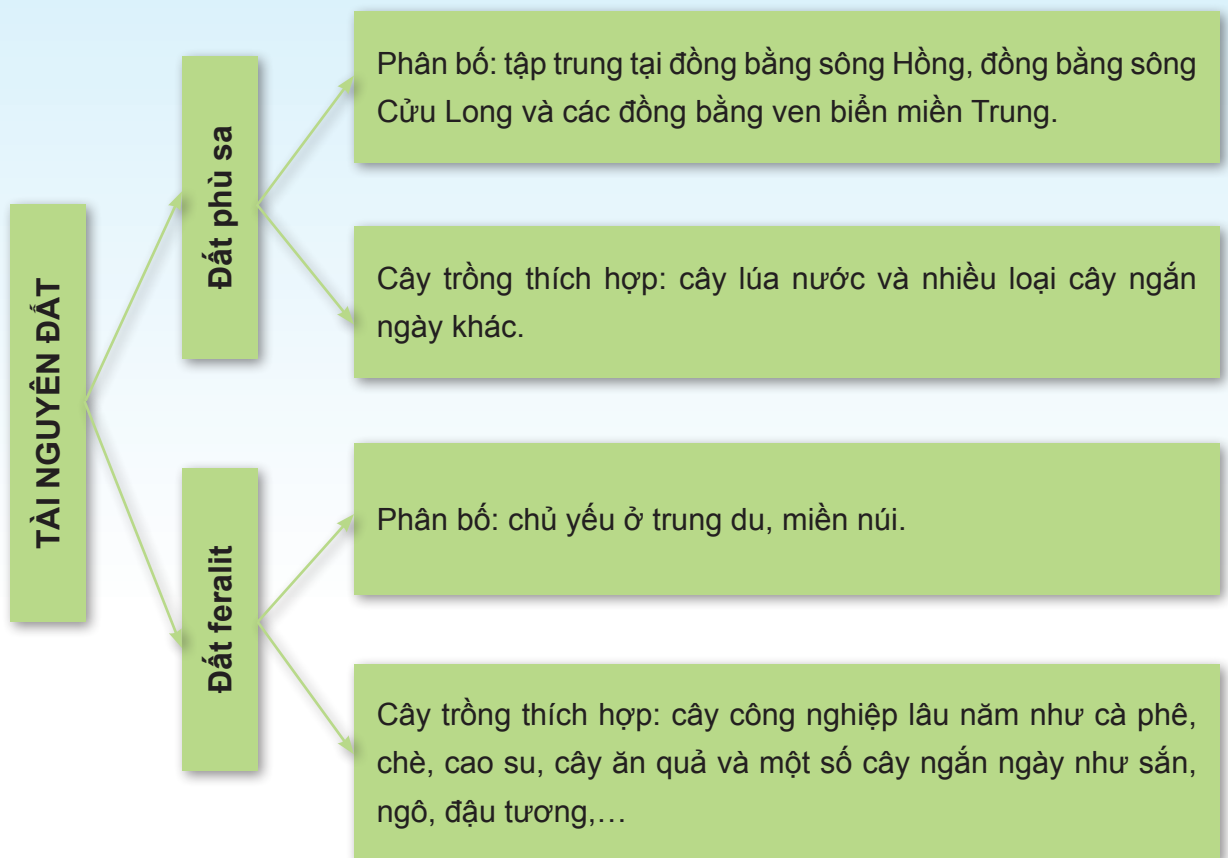 TÀI NGUYÊN ĐẤT
Đất phù sa
Phân bố: tập trung tại đồng bằng sông Hồng, đồng bằng sông
Cửu Long và các đồng bằng ven biển miền Trung.
Cây trồng thích hợp: cây lúa nước và nhiều loại cây ngắn
ngày khác.
Đất feralit
Phân bố: chủ yếu ở trung du, miền núi.
Cây trồng thích hợp: cây công nghiệp lâu năm như cà phê,
chè, cao su, cây ăn quả và một số cây ngắn ngày như sắn,
ngô, đậu tương,…